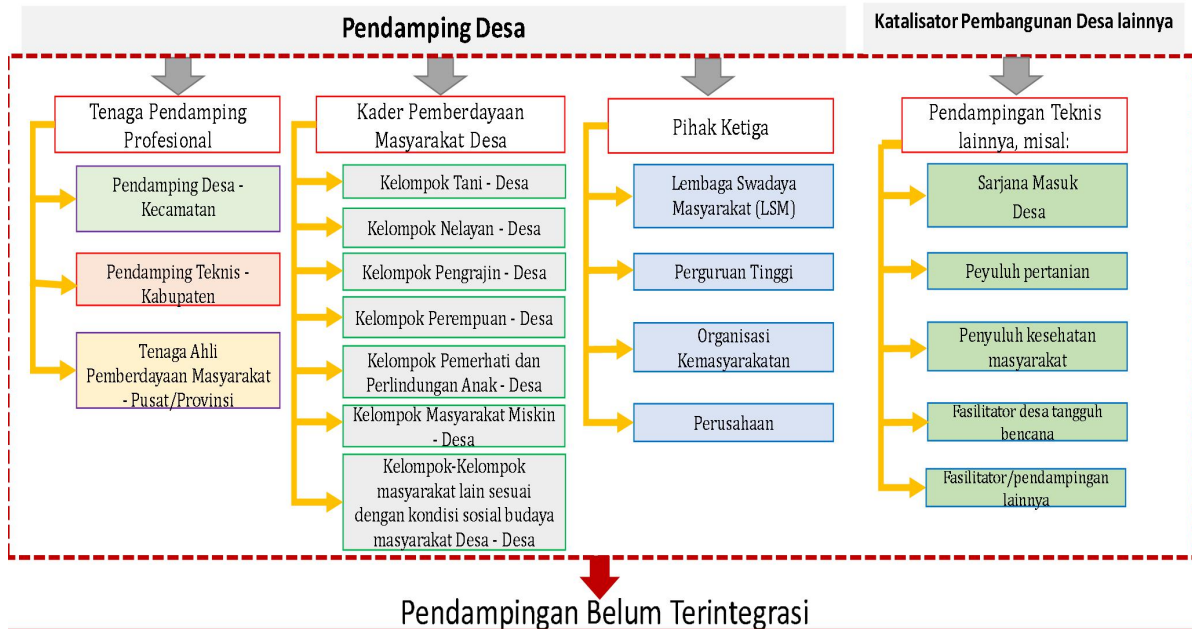 Pendamping Desa
Katalisator Pembangunan Desa lainnya
Tenaga Pendamping
Profesional
Pendamping Desa -
Kecamatan
Pendamping Teknis -
Kabupaten
Tenaga Ahli
Pemberdayaan Masyarakat
- Pusat/Provinsi
Kader Pemberdayaan
Masyarakat Desa
Kelompok Tani - Desa
Kelompok Nelayan - Desa
Kelompok Pengrajin - Desa
Kelompok Perempuan - Desa
Kelompok Pemerhati dan
Perlindungan Anak - Desa
Kelompok Masyarakat Miskin
- Desa
Kelompok-Kelompok
masyarakat lain sesuai
dengan kondisi sosial budaya
masyarakat Desa - Desa
Pihak Ketiga
Lembaga Swadaya
Masyarakat (LSM)
Perguruan Tinggi
Organisasi
Kemasyarakatan
Perusahaan
Pendampingan Teknis
lainnya, misal:
Sarjana Masuk
Desa
Peyuluh pertanian
Penyuluh kesehatan
masyarakat
Fasilitator desa tangguh
bencana
Fasilitator/pendampingan
lainnya
Pendampingan Belum Terintegrasi